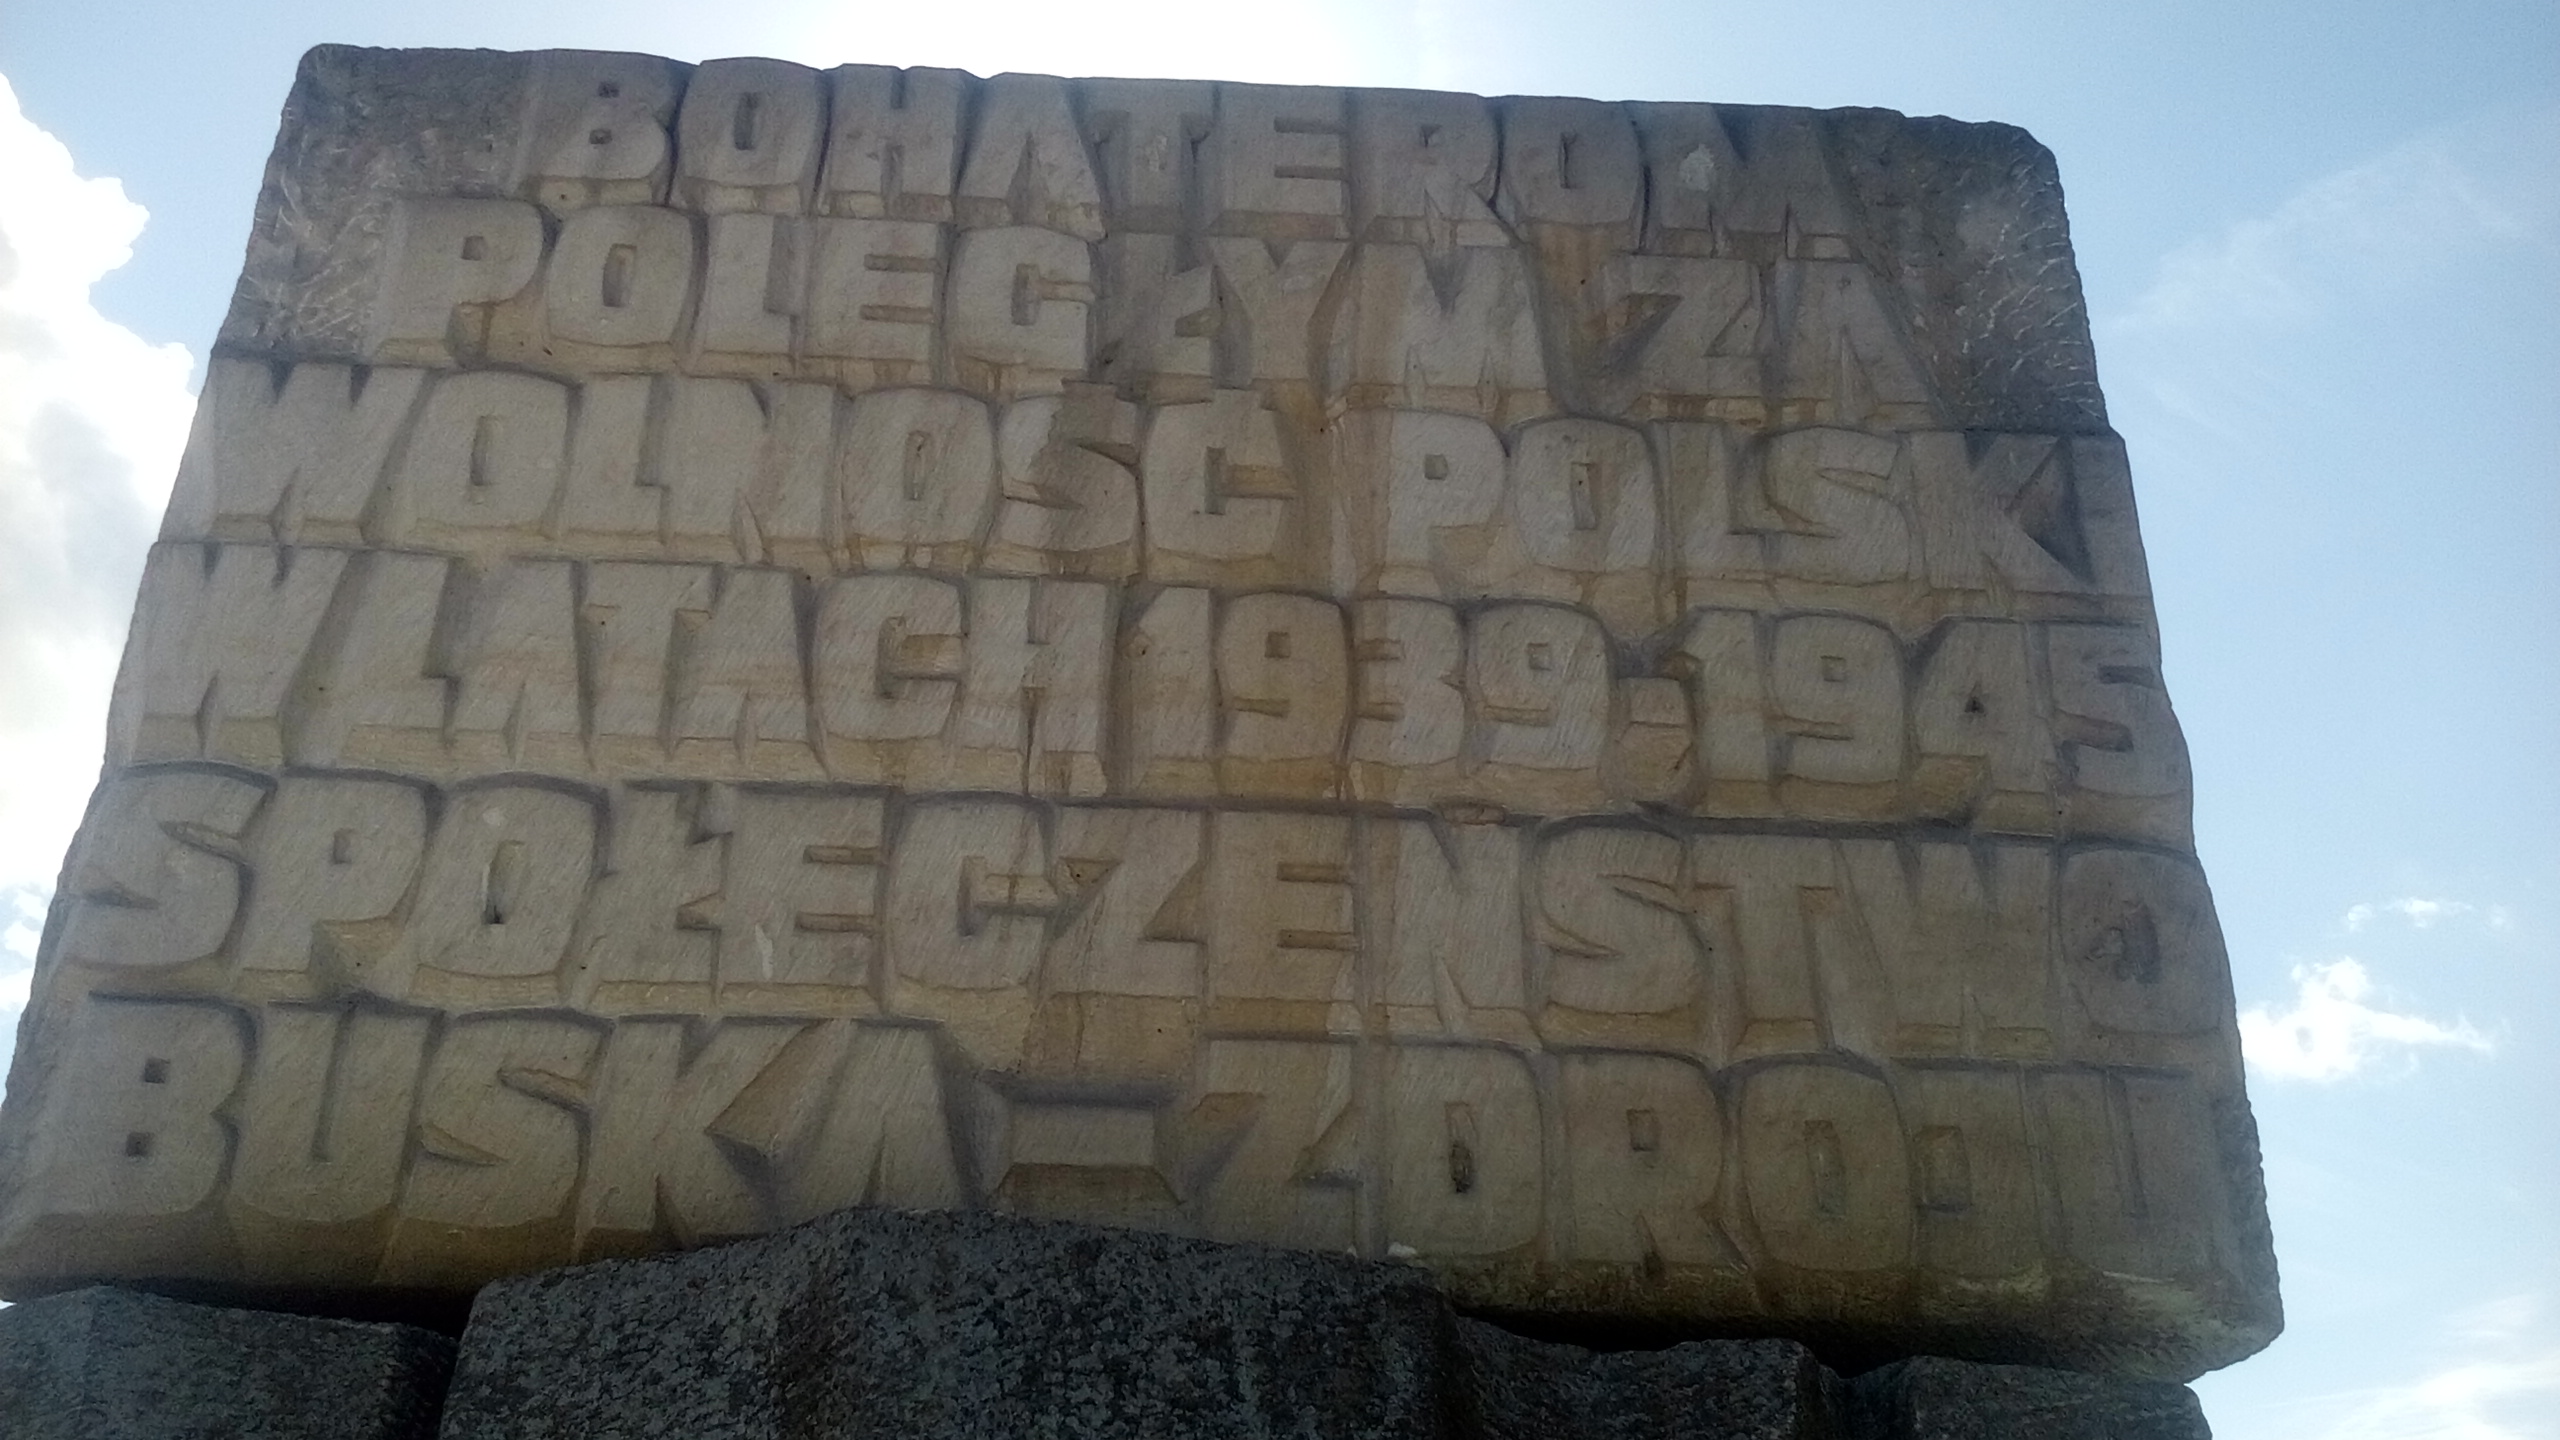 BOHATEROM
POLEGŁYM ZA
WOLNOŚĆ POLSKI
W LATACH 1939-1945
SPOŁECZEŃSTWO
BUSKA-ZDROJU